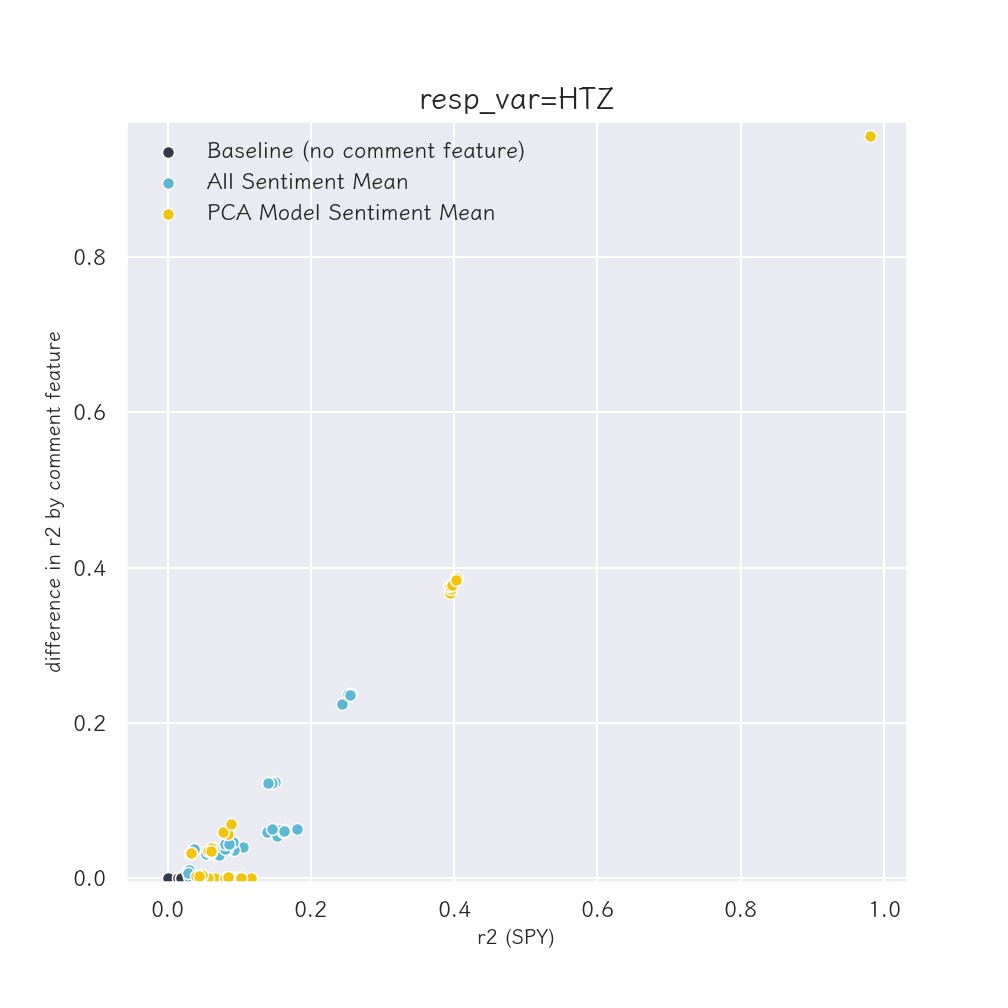 resp_var=HTZ
Baseline (no comment feature)
All Sentiment Mean
PCA Model Sentiment Mean
difference in r2 by comment feature
0.8
0.6
0.4
0.2
0.0
0.0 0.2 0.4 0.6 0.8 1.0
r2 (SPY)